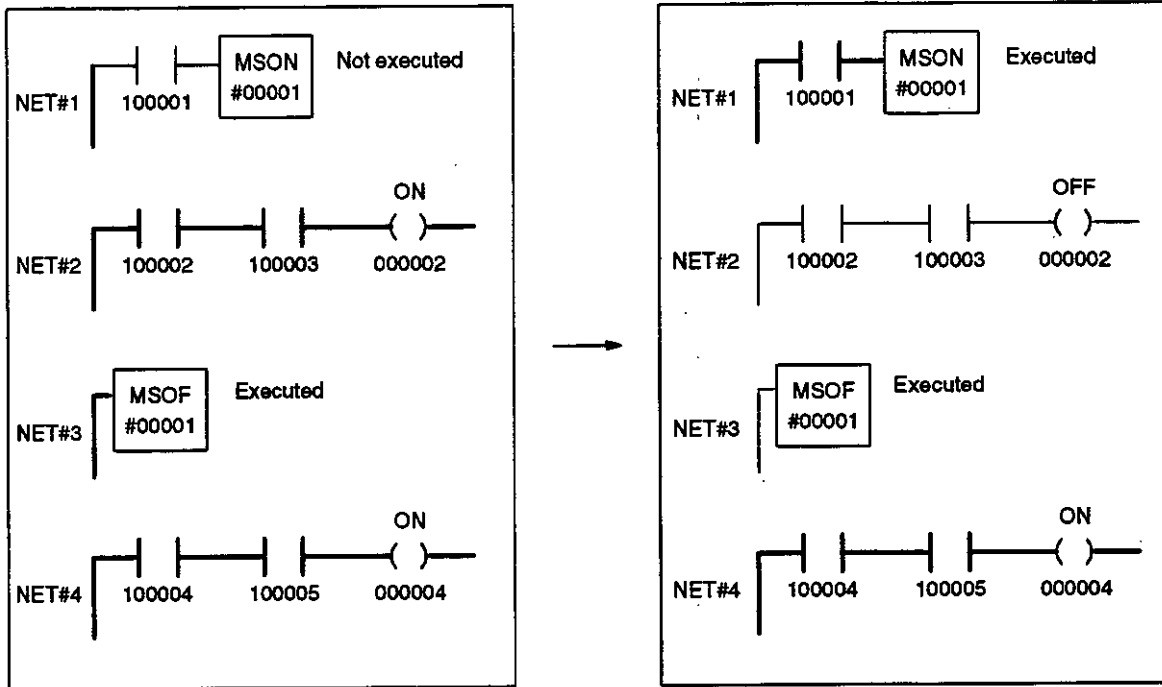 MSON Not executed
#00001
NET#1 100001
ON
NET#2 100002 100003 000002
MSOF Executed
#00001
NET#3
ON
NET#4 100004 100005 000004
MSON Executed
#00001
NET#1 100001
OFF
NET#2 100002 100003 000002
MSOF Executed
#00001
NET#3
ON
NET#4 100004 100005 000004